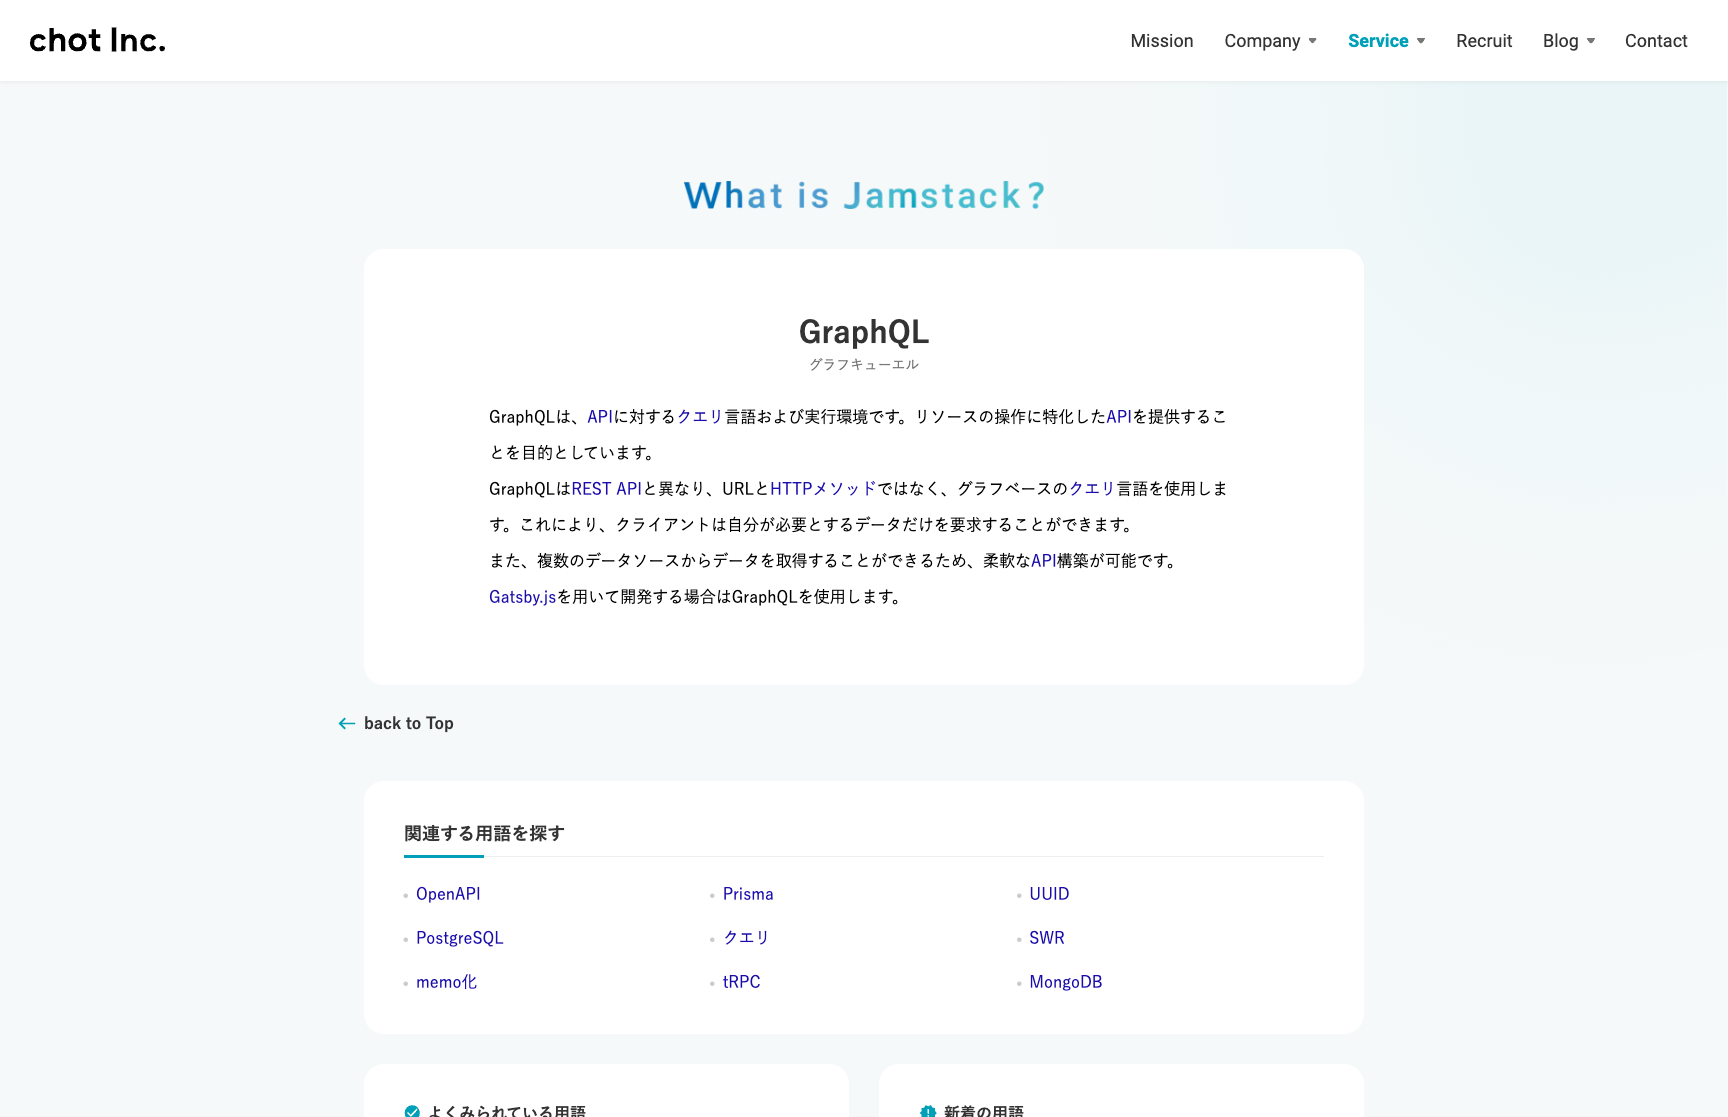 chot Inc.
Mission
Company
Service
Recruit
Blog
Contact
What is Jamstack?
GraphQL
グラフキューエル
GraphQLは、APIに対するクエリ言語および実行環境です。リソースの操作に特化したAPIを提供するこ
とを目的としています。
GraphQLはREST APIと異なり、URLとHTTPメソッドではなく、グラフベースのクエリ言語を使用しま
す。これにより、クライアントは自分が必要とするデータだけを要求することができます。
また、複数のデータソースからデータを取得することができるため、柔軟なAPI構築が可能です。
Gatsby.jsを用いて開発する場合はGraphQLを使用します。
back to Top
関連する用語を探す
OpenAPI
Prisma
UUID
PostgreSQL
クエリ
SWR
memo化
tRPC
MongoDB
よくみられている用語
新着の用語